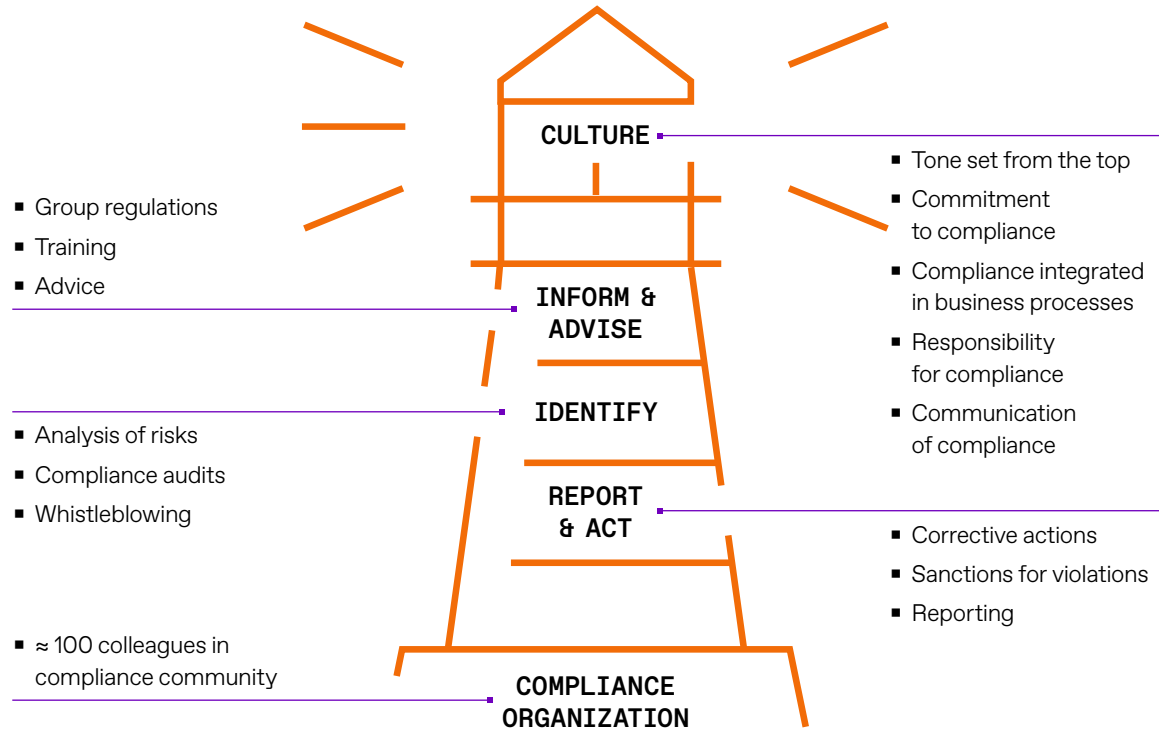 CULTURE
■ Tone set from the top
■ Commitment
to compliance
■ Compliance integrated
in business processes
■ Responsibility
for compliance
■ Communication
of compliance
■ Group regulations
■ Training
■ Advice
INFORM &
ADVISE
IDENTIFY
■ Analysis of risks
■ Compliance audits
■ Whistleblowing
REPORT
& ACT
■ Corrective actions
■ Sanctions for violations
■ Reporting
■ ≈ 100 colleagues in
compliance community
COMPLIANCE
ORGANIZATION